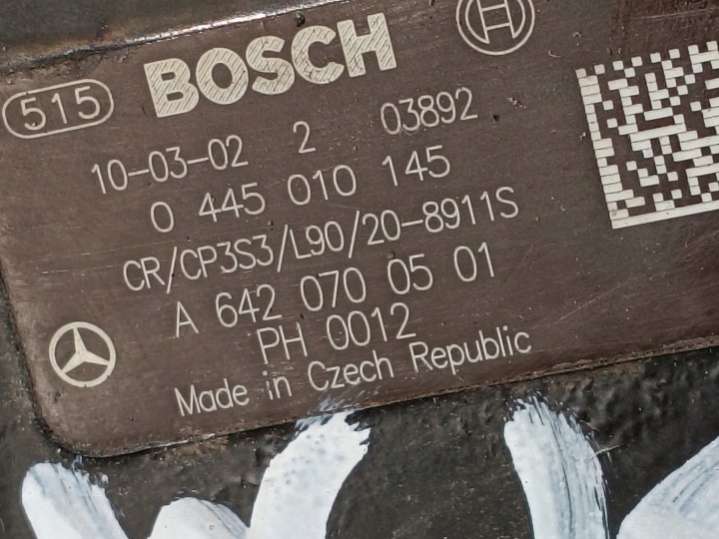 BOSCH
515
10-03-02 2 03892
0 445 010 145
CR/CP3S3/L90/20-8911S
A 642 070 05 01
PH 0012
Made in Czech Republic